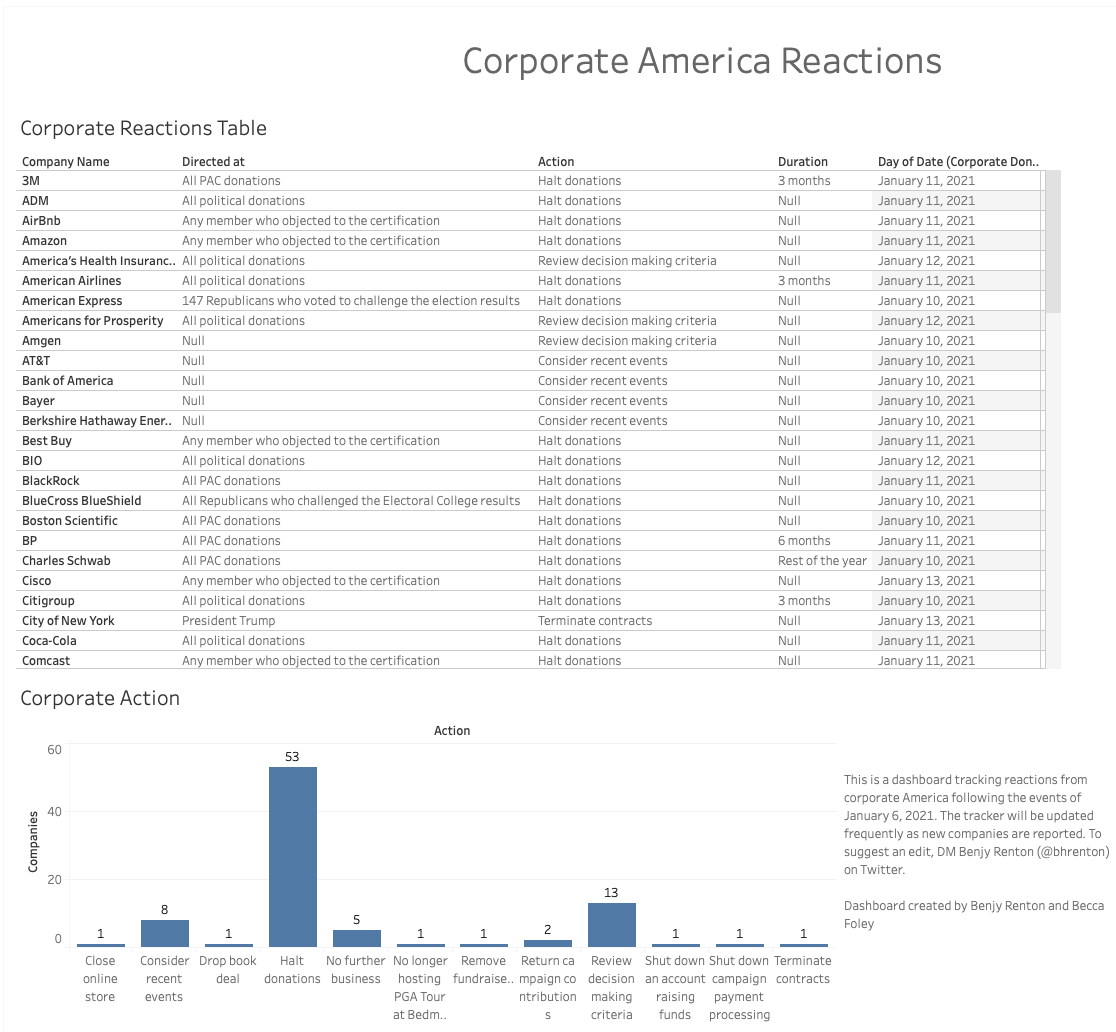 Corporate America Reactions
Corporate Reactions Table
Company Name Directed at Action Duration Day of Date (Corporate Don..
3M All PAC donations Halt donations 3 months January 11, 2021
ADM All political donations Halt donations Null January 11, 2021
AirBnb Any member who objected to the certification Halt donations Null January 11, 2021
Amazon Any member who objected to the certification Halt donations Null January 11, 2021
America's Health Insuranc.. All political donations Review decision making criteria Null January 12, 2021
American Airlines All political donations Halt donations 3 months January 11, 2021
American Express 147 Republicans who voted to challenge the election results Halt donations Null January 10, 2021
Americans for Prosperity All political donations Review decision making criteria Null January 12, 2021
Amgen Null Review decision making criteria Null January 10, 2021
AT&T Null Consider recent events Null January 10, 2021
Bank of America Null Consider recent events Null January 10, 2021
Bayer Null Consider recent events Null January 10, 2021
Berkshire Hathaway Ener.. Null Consider recent events Null January 10, 2021
Best Buy Any member who objected to the certification Halt donations Null January 11, 2021
BIO All political donations Halt donations Null January 12, 2021
BlackRock All PAC donations Halt donations Null January 11, 2021
BlueCross BlueShield All Republicans who challenged the Electoral College results Halt donations Null January 10, 2021
Boston Scientific All PAC donations Halt donations Null January 10, 2021
BP All PAC donations Halt donations 6 months January 11, 2021
Charles Schwab All PAC donations Halt donations Rest of the year January 10, 2021
Cisco Any member who objected to the certification Halt donations Null January 13, 2021
Citigroup All political donations Halt donations 3 months January 10, 2021
City of New York President Trump Terminate contracts Null January 13, 2021
Coca-Cola All political donations Halt donations Null January 11, 2021
Comcast Any member who objected to the certification Halt donations Null January 11, 2021
Corporate Action
Action
Companies
60
40
20
0
1 8 1 53 5 1 1 2 13 1 1 1
Close Consider Drop book Halt No further No longer Remove Return ca Review Shut down Shut down Terminate
online recent deal donations business hosting fundraise.. mpaign co decision an account campaign contracts
store events PGA Tour ntribution making raising payment
at Bedm.. s criteria funds processing
This is a dashboard tracking reactions from
corporate America following the events of
January 6, 2021. The tracker will be updated
frequently as new companies are reported. To
suggest an edit, DM Benjy Renton (@bhrenton)
on Twitter.
Dashboard created by Benjy Renton and Becca
Foley